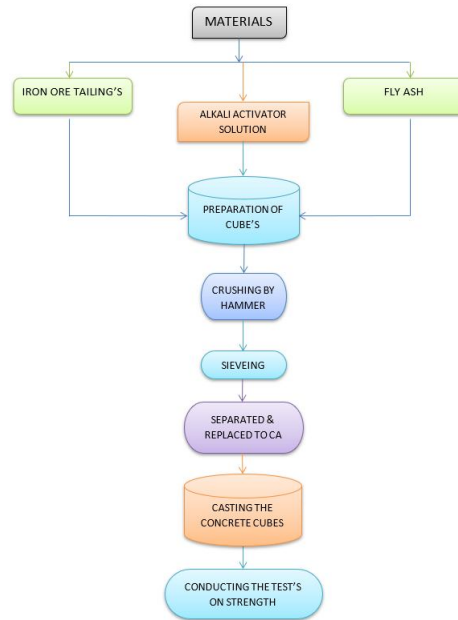 MATERIALS
IRON ORE TAILING'S
ALKALI ACTIVATOR
SOLUTION
FLY ASH
PREPARATION OF
CUBE'S
CRUSHING BY
HAMMER
SIEVEING
SEPARATED &
REPLACED TO CA
CASTING THE
CONCRETE CUBES
CONDUCTING THE TEST'S
ON STRENGTH